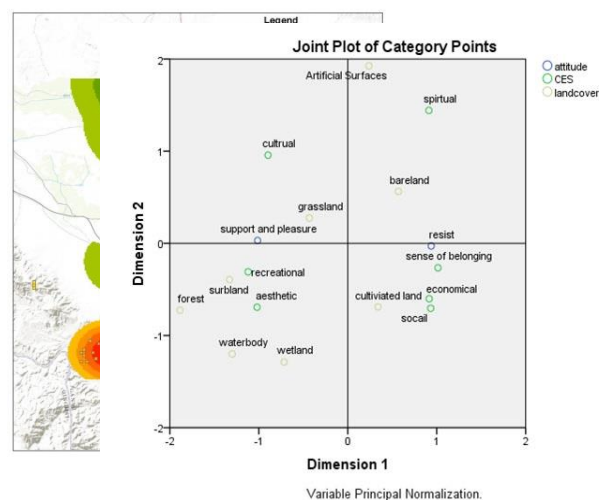 Legend
Joint Plot of Category Points
attitude
CES
landcover
2
Artificial Surfaces
spirtual
cultrual
1
bareland
grassland
support and pleasure
resist
0
sense of belonging
recreational
surbland
aesthetic
forest
cultivated land
economical
socail
-1
waterbody
wetland
-2
-2
-1
0
1
2
Dimension 2
Dimension 1
Variable Principal Normalization.